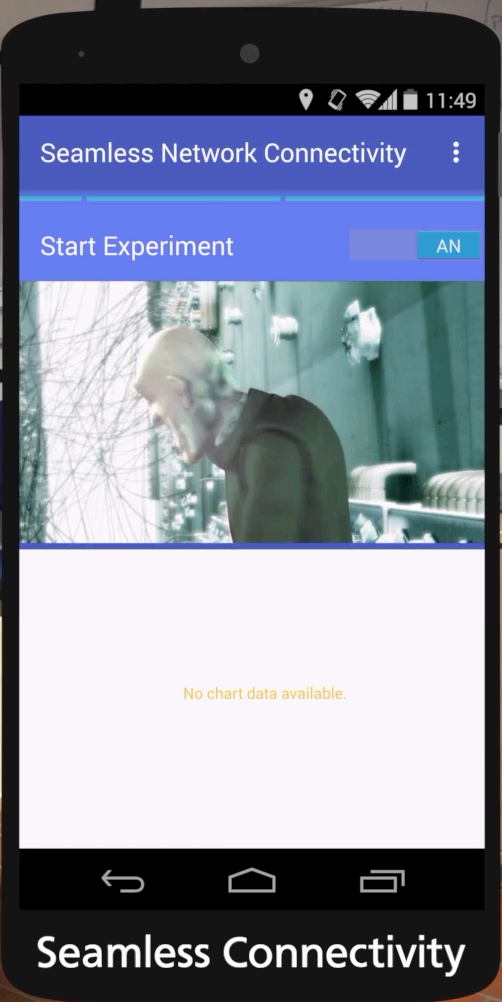 11:49
Seamless Network Connectivity
Start Experiment AN
No chart data available.
Seamless Connectivity